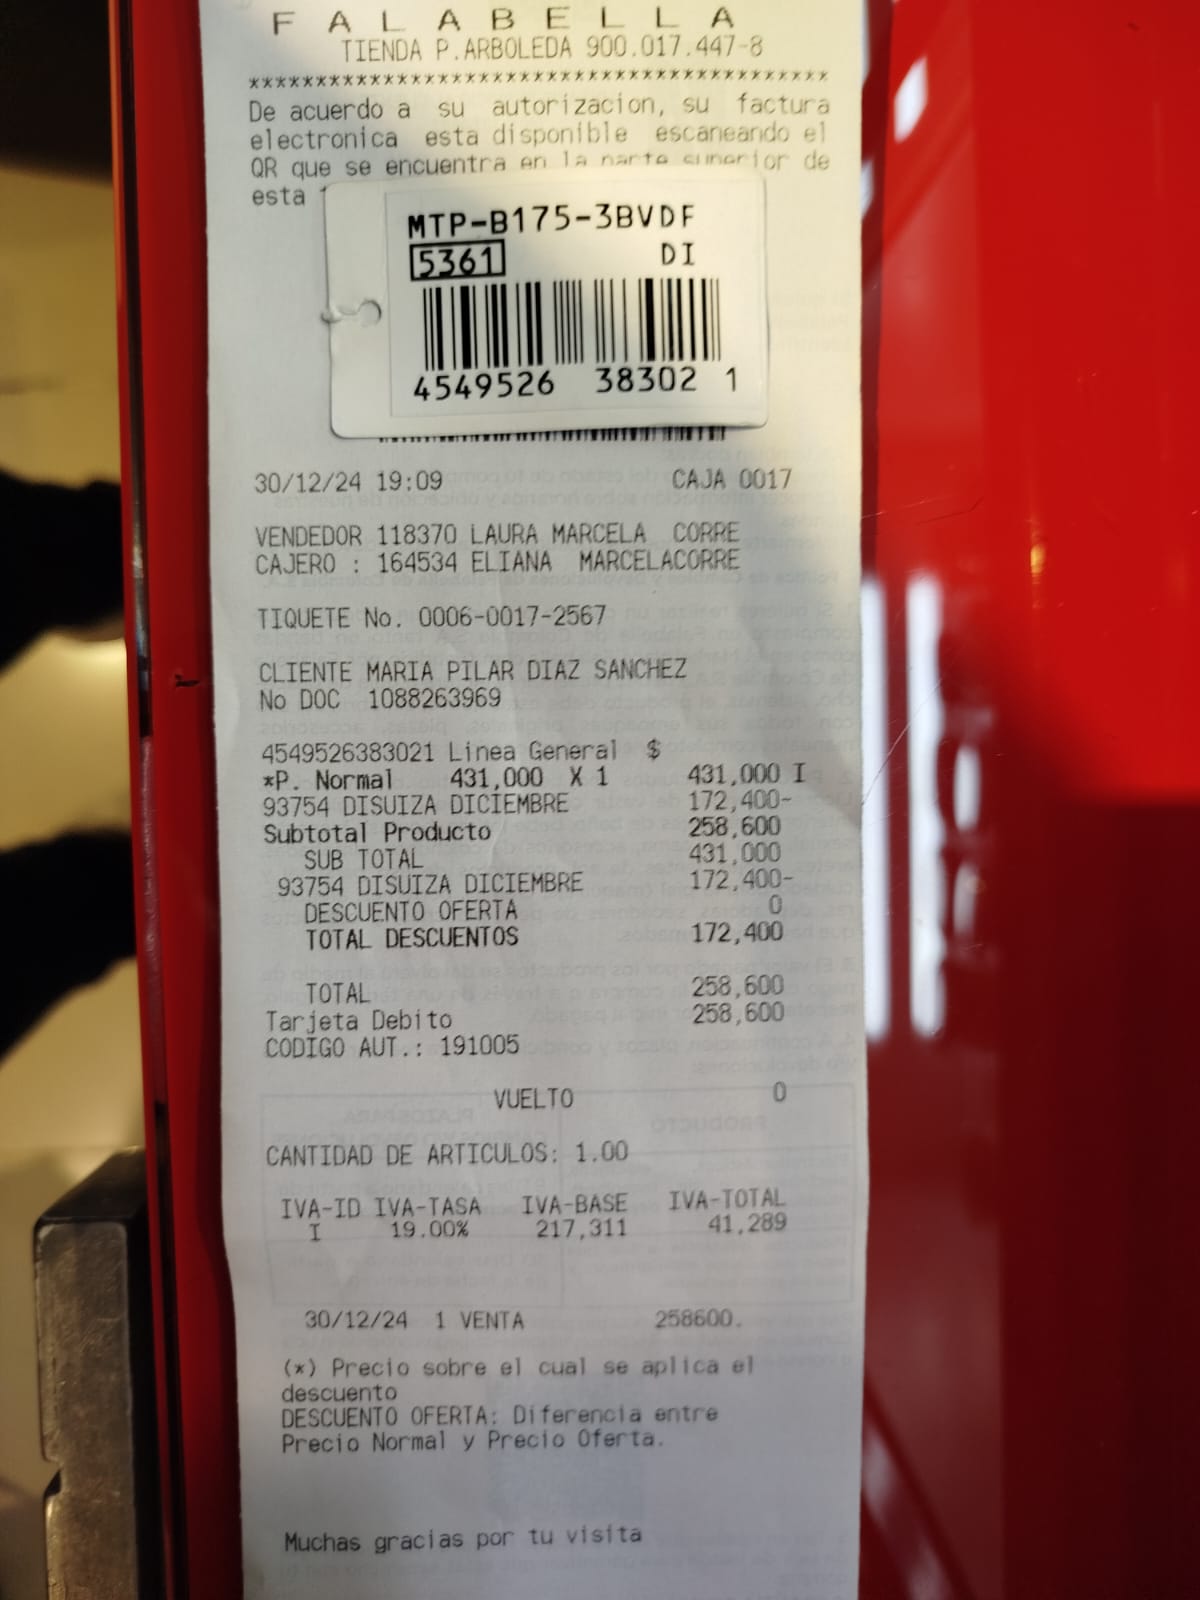 FALABELLA
TIENDA P.ARBOLEDA 900.017.447-8
******************************************
De acuerdo a su autorizacion, su factura
electronica esta disponible escaneando el
QR que se encuentra en la parte superior de
esta
MTP-B175-3BVDF
5361 DI
4549526 38302 1
30/12/24 19:09 CAJA 0017
VENDEDOR 118370 LAURA MARCELA CORRE
CAJERO : 164534 ELIANA MARCELACORRE
TIQUETE No. 0006-0017-2567
CLIENTE MARIA PILAR DIAZ SANCHEZ
No DOC 1088263969
4549526383021 Linea General $
*P. Normal 431,000 X 1 431,000 I
93754 DISUIZA DICIEMBRE 172,400-
Subtotal Producto 258,600
SUB TOTAL 431,000
93754 DISUIZA DICIEMBRE 172,400-
DESCUENTO OFERTA 0
TOTAL DESCUENTOS 172,400
TOTAL 258,600
Tarjeta Debito 258,600
CODIGO AUT.: 191005
VUELTO 0
CANTIDAD DE ARTICULOS: 1.00
IVA-ID IVA-TASA IVA-BASE IVA-TOTAL
I 19.00% 217,311 41,289
30/12/24 1 VENTA 258600.
(*) Precio sobre el cual se aplica el
descuento
DESCUENTO OFERTA: Diferencia entre
Precio Normal y Precio Oferta.
Muchas gracias por tu visita